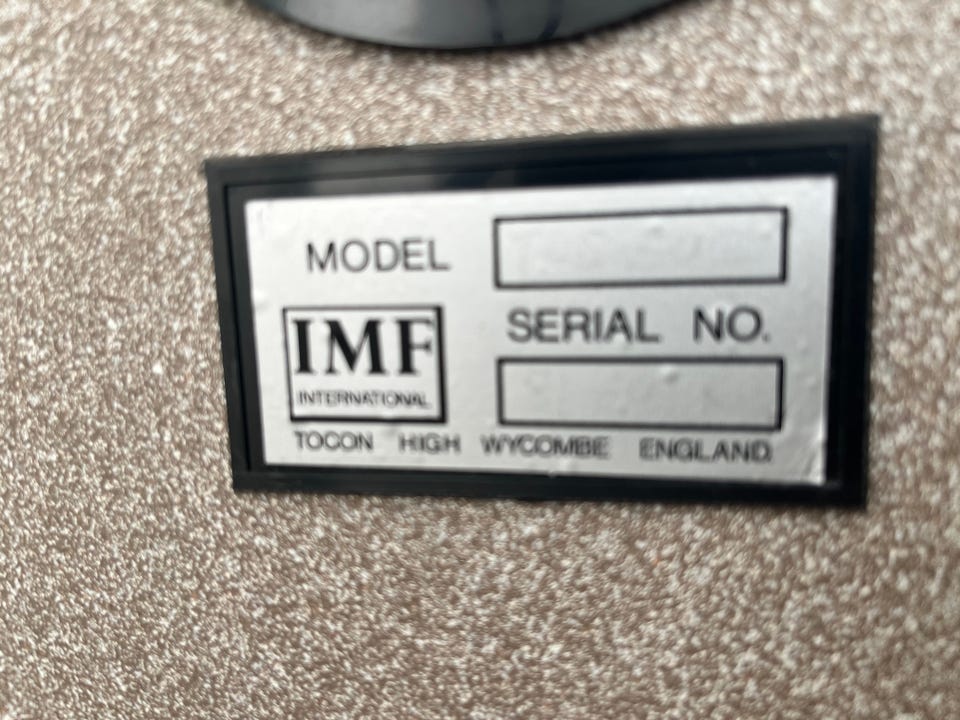 MODEL
IMF
INTERNATIONAL
SERIAL NO.
TOCON HIGH WYCOMBE ENGLAND.